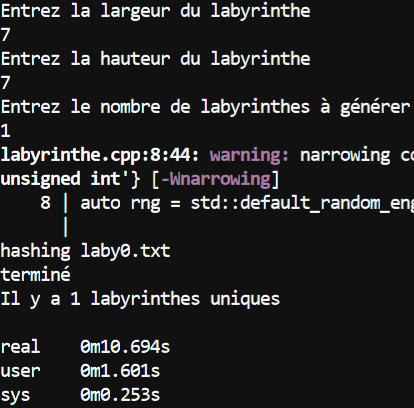 Entrez la largeur du labyrinthe
7
Entrez la hauteur du labyrinthe
7
Entrez le nombre de labyrinthes à générer
1
labyrinthe.cpp:8:44: warning: narrowing
unsigned int'} [-Wnarrowing]
8 | auto rng = std::default_random_en
|
hashing laby0.txt
terminé
Il y a 1 labyrinthes uniques
real 0m10.694s
user 0m1.601s
sys 0m0.253s